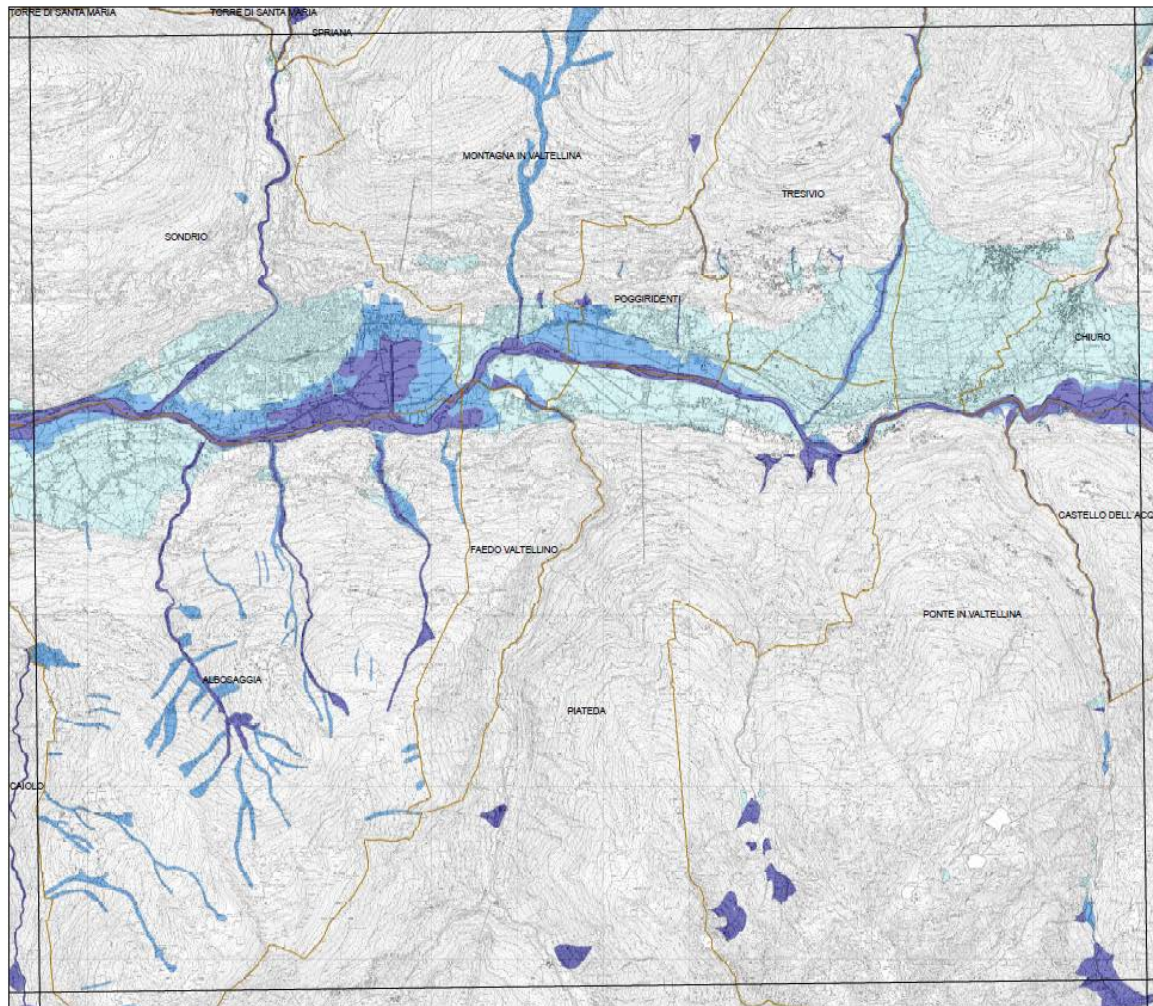 TORRE DI SANTA MARIA
TORRE DI SANTA MARIA
SPRIANA
MONTAGNA IN VALTELLINA
TRESIVIO
SONDRIO
POGGIRIDENTI
CHIURO
CASTELLO DELL'ACQ
FAEDO VALTELLINO
PONTE IN VALTELLINA
ALBOSAGGIA
PIATEDA
CAIOLO